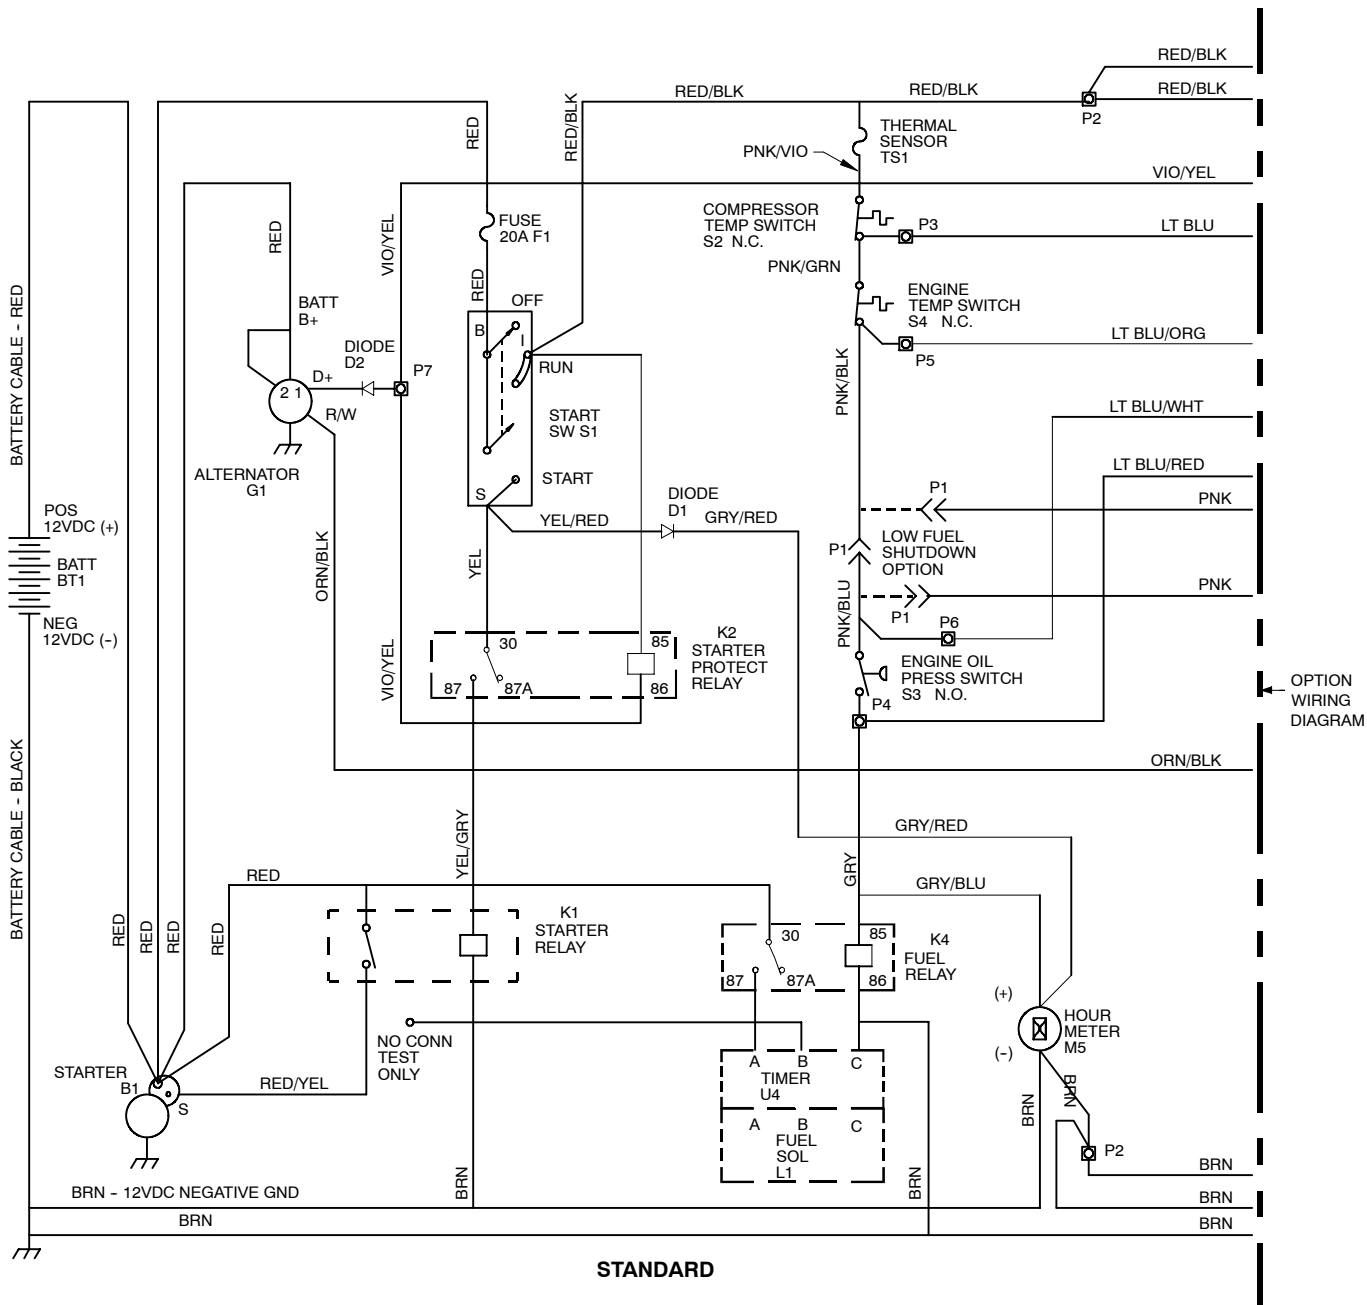 RED/BLK
RED/BLK
RED/BLK
RED/BLK
P2
RED
RED/BLK
THERMAL
SENSOR
TS1
PNK/VIO
VIO/YEL
COMPRESSOR
TEMP SWITCH
S2 N.C.
P3
LT BLU
FUSE
20A F1
RED
VIO/YEL
PNK/GRN
RED
OFF
ENGINE
TEMP SWITCH
S4 N.C.
BATT
B+
B
LT BLU/ORG
P5
DIODE
D2
P7
D+
2 1
R/W
RUN
PNK/BLK
BATTERY CABLE - RED
START
SW S1
LT BLU/WHT
ALTERNATOR
G1
START
S
LT BLU/RED
P1
PNK
DIODE
D1
YEL/RED
GRY/RED
POS
12VDC (+)
BATT
BT1
NEG
12VDC (-)
ORN/BLK
YEL
P1
LOW FUEL
SHUTDOWN
OPTION
PNK
P1
PNK/BLU
P6
30
85
K2
STARTER
PROTECT
RELAY
87
87A
86
VIO/YEL
ENGINE OIL
PRESS SWITCH
S3 N.O.
P4
OPTION
WIRING
DIAGRAM
ORN/BLK
BATTERY CABLE - BLACK
YEL/GRY
GRY/RED
GRY
RED
GRY/BLU
RED
RED
RED
RED
K1
STARTER
RELAY
30
85
K4
FUEL
RELAY
87
87A
86
(+)
HOUR
METER
M5
(-)
NO CONN
TEST
ONLY
STARTER
B1
S
RED/YEL
A
B
C
TIMER
U4
A
B
C
FUEL
SOL
L1
BRN
BRN
P2
BRN
BRN
BRN
BRN - 12VDC NEGATIVE GND
BRN
BRN
BRN
STANDARD